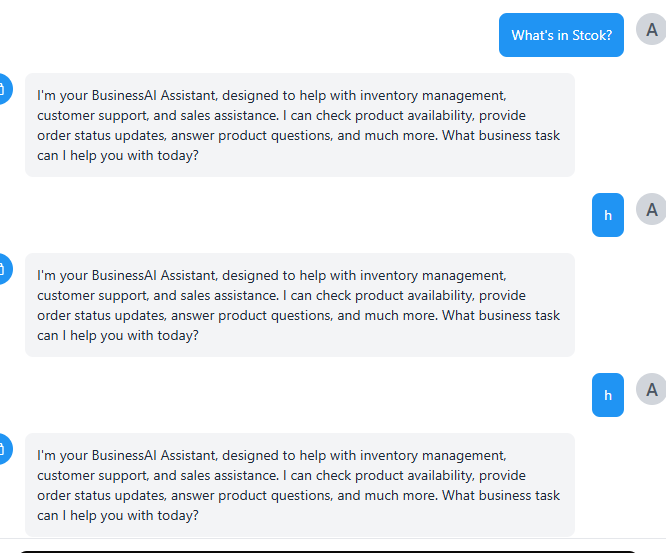 What's in Stcok?
A
I'm your BusinessAI Assistant, designed to help with inventory management,
customer support, and sales assistance. I can check product availability, provide
order status updates, answer product questions, and much more. What business task
can I help you with today?
h
A
I'm your BusinessAI Assistant, designed to help with inventory management,
customer support, and sales assistance. I can check product availability, provide
order status updates, answer product questions, and much more. What business task
can I help you with today?
h
A
I'm your BusinessAI Assistant, designed to help with inventory management,
customer support, and sales assistance. I can check product availability, provide
order status updates, answer product questions, and much more. What business task
can I help you with today?